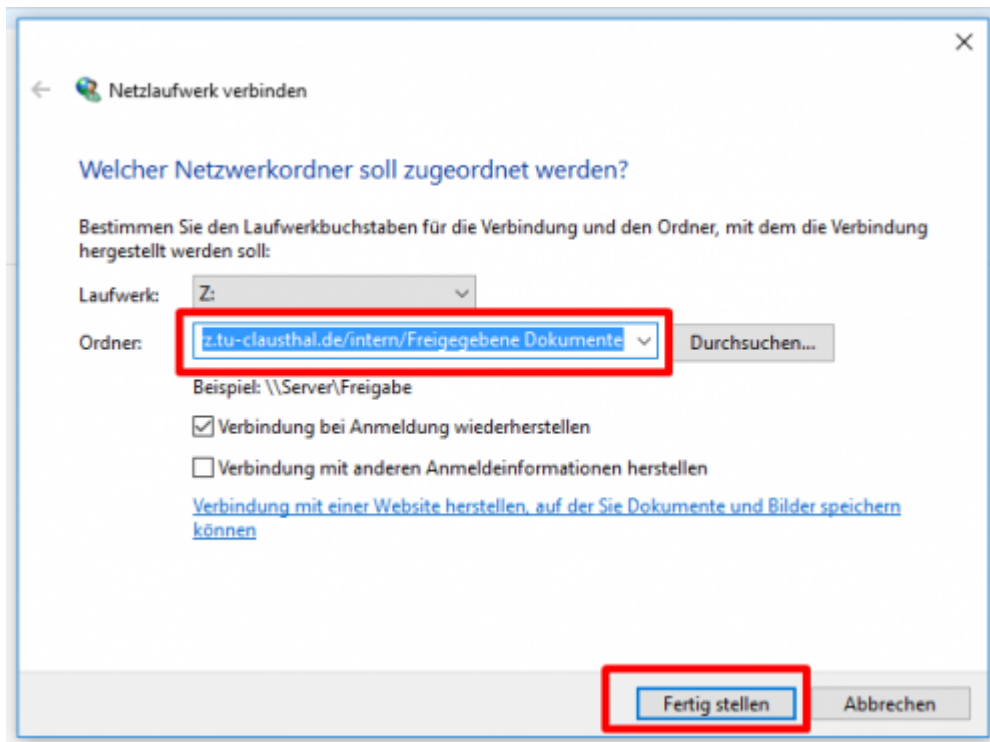 Netzlaufwerk verbinden
Welcher Netzwerkordner soll zugeordnet werden?
Bestimmen Sie den Laufwerkbuchstaben für die Verbindung und den Ordner, mit dem die Verbindung
hergestellt werden soll:
Laufwerk: Z:
Ordner: z.tu-clausthal.de/intern/Freigegebene Dokumente Durchsuchen...
Beispiel: \\Server\Freigabe
Verbindung bei Anmeldung wiederherstellen
Verbindung mit anderen Anmeldeinformationen herstellen
Verbindung mit einer Website herstellen, auf der Sie Dokumente und Bilder speichern
können
Fertig stellen Abbrechen